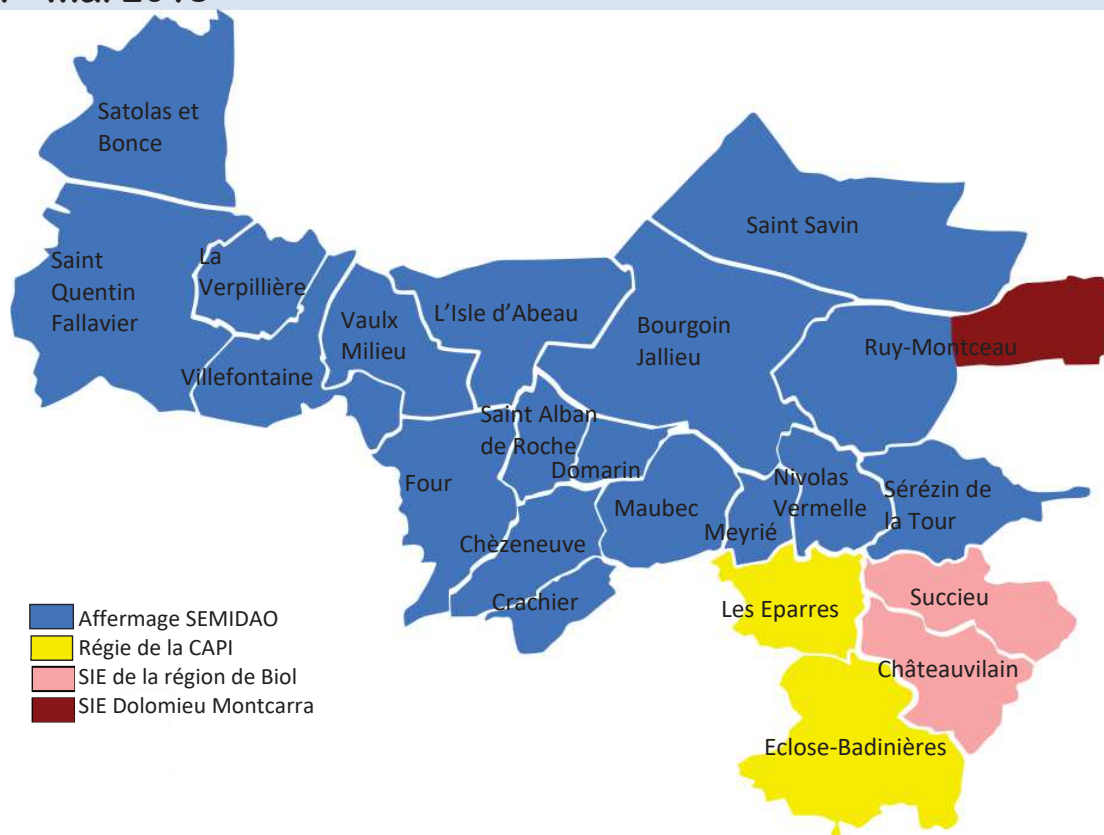 Satolas et
Bonce
Saint Savin
Saint
Quentin
Fallavier
La
Verpillière
L'Isle d'Abeau
Vaulx
Milieu
Bourgoin
Jallieu
Ruy-Montceau
Villefontaine
Saint Alban
de Roche
Domarin
Four
Maubec
Nivolas
Vermelle
Sérézin de
la Tour
Meyrié
Chèzeneuve
Crachier
Les Eparres
Succieu
Châteauvilain
Eclose-Badinières
Affermage SEMIDAO
Régie de la CAPI
SIE de la région de Biol
SIE Dolomieu Montcarra